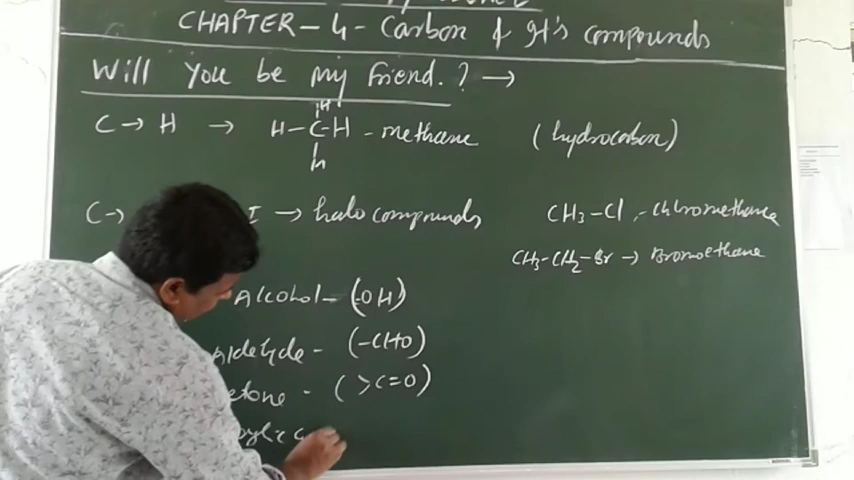 CHAPTER - 4 - Carbon & It's compounds
Will You be my friend.? →
H
C → H → H-C-H - methane (hydrocarbon)
H
C → I → halo compounds CH3-Cl - Chloromethane
CH3-CH2-Br → Bromoethane
Alcohol - (-OH)
Aldehyde - (-CHO)
etone - (>C=O)